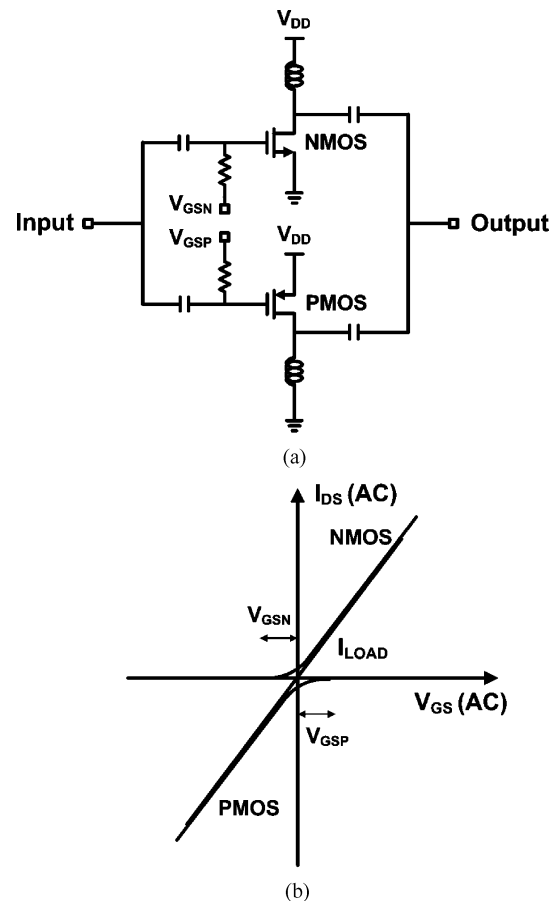 VDD
NMOS
VGSN
Input
Output
VGSP
VDD
PMOS
(a)
IDS (AC)
NMOS
VGSN
ILOAD
VGS (AC)
VGSP
PMOS
(b)